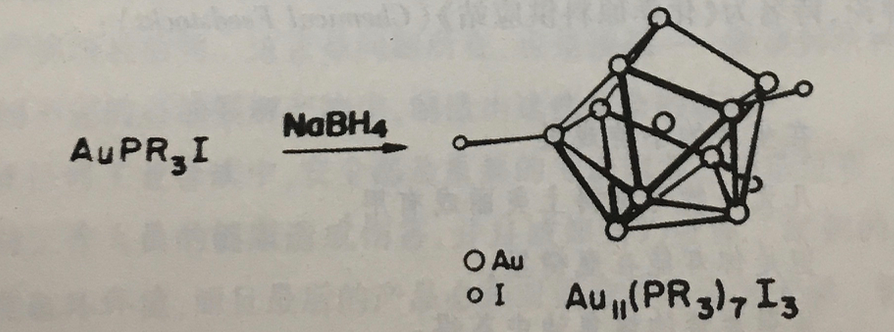 AuPR₃I
NaBH₄
○ Au
○ I
Au₁₁(PR₃)₇I₃